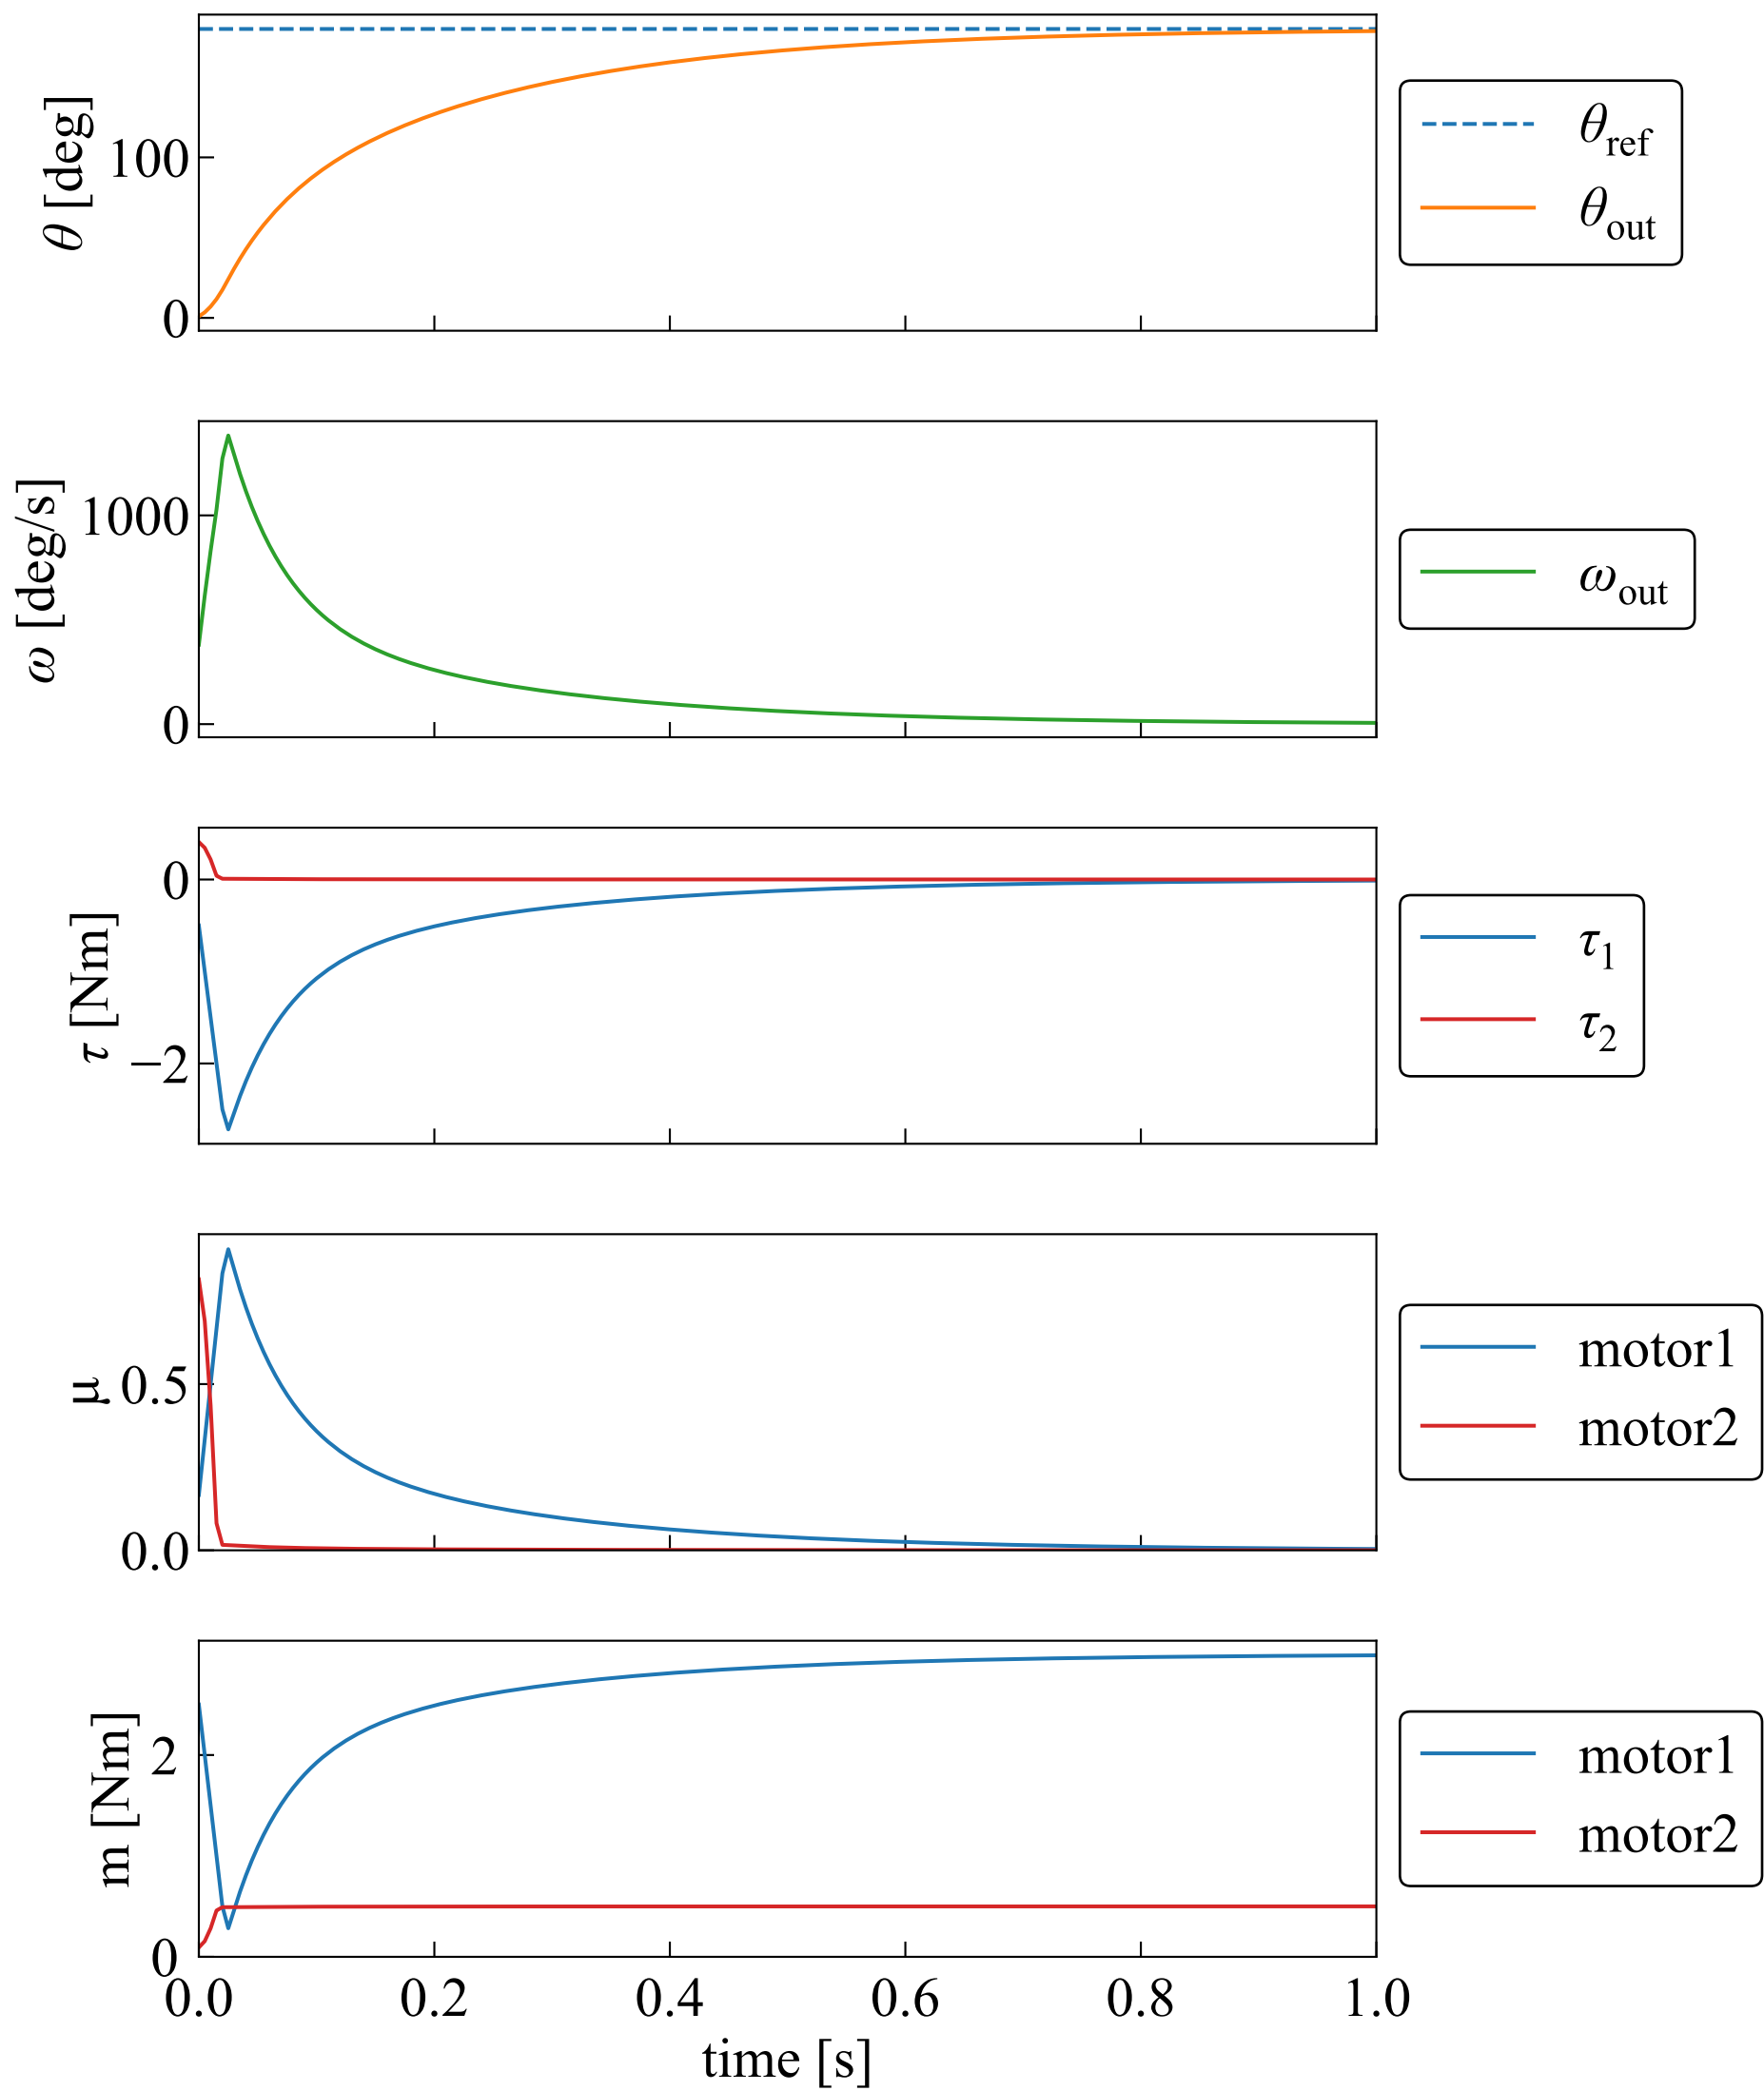 θ [deg]
100
0
θref
θout
ω [deg/s]
1000
0
ωout
τ [Nm]
0
−2
τ1
τ2
μ
0.5
0.0
motor1
motor2
m [Nm]
2
0
motor1
motor2
0.0 0.2 0.4 0.6 0.8 1.0
time [s]